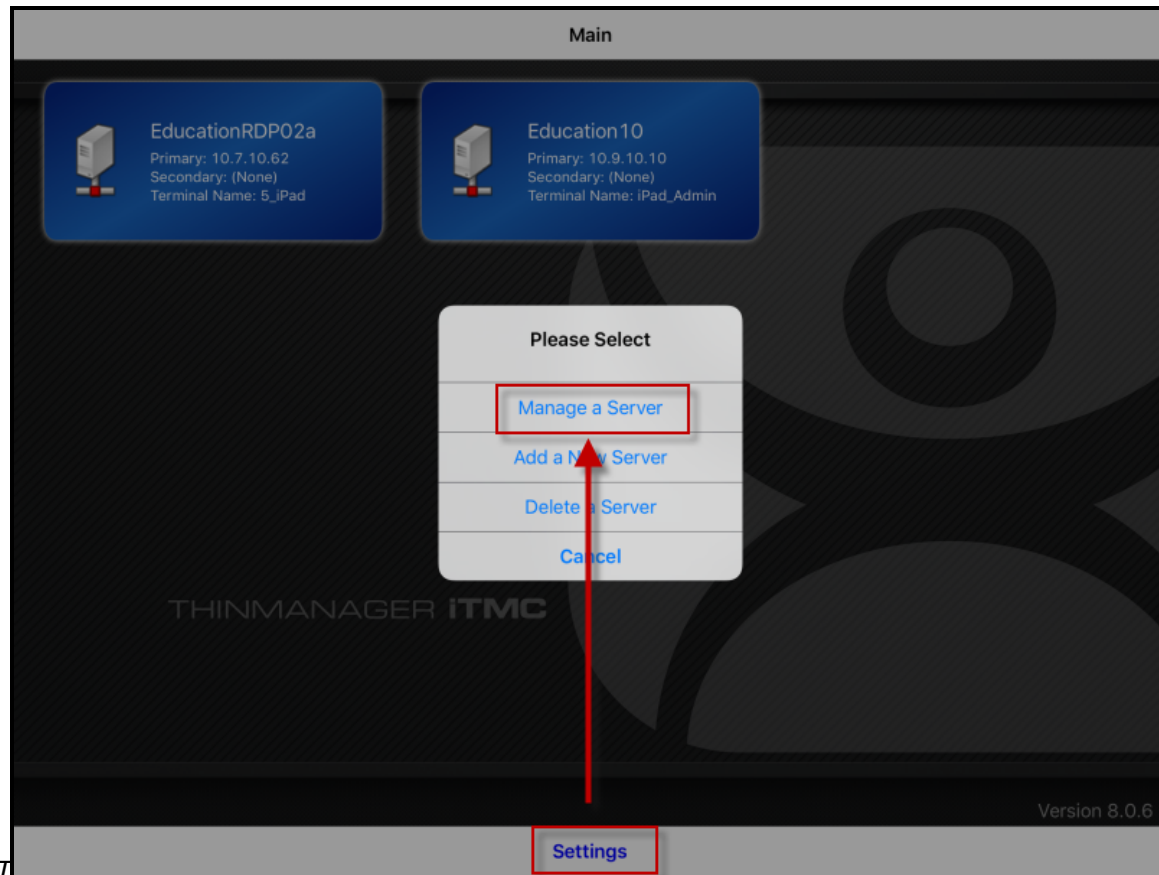 Main
EducationRDP02a
Primary: 10.7.10.62
Secondary: (None)
Terminal Name: 5_iPad
Education10
Primary: 10.9.10.10
Secondary: (None)
Terminal Name: iPad_Admin
Please Select
Manage a Server
Add a New Server
Delete a Server
Cancel
THINMANAGER iTMC
Version 8.0.6
Settings